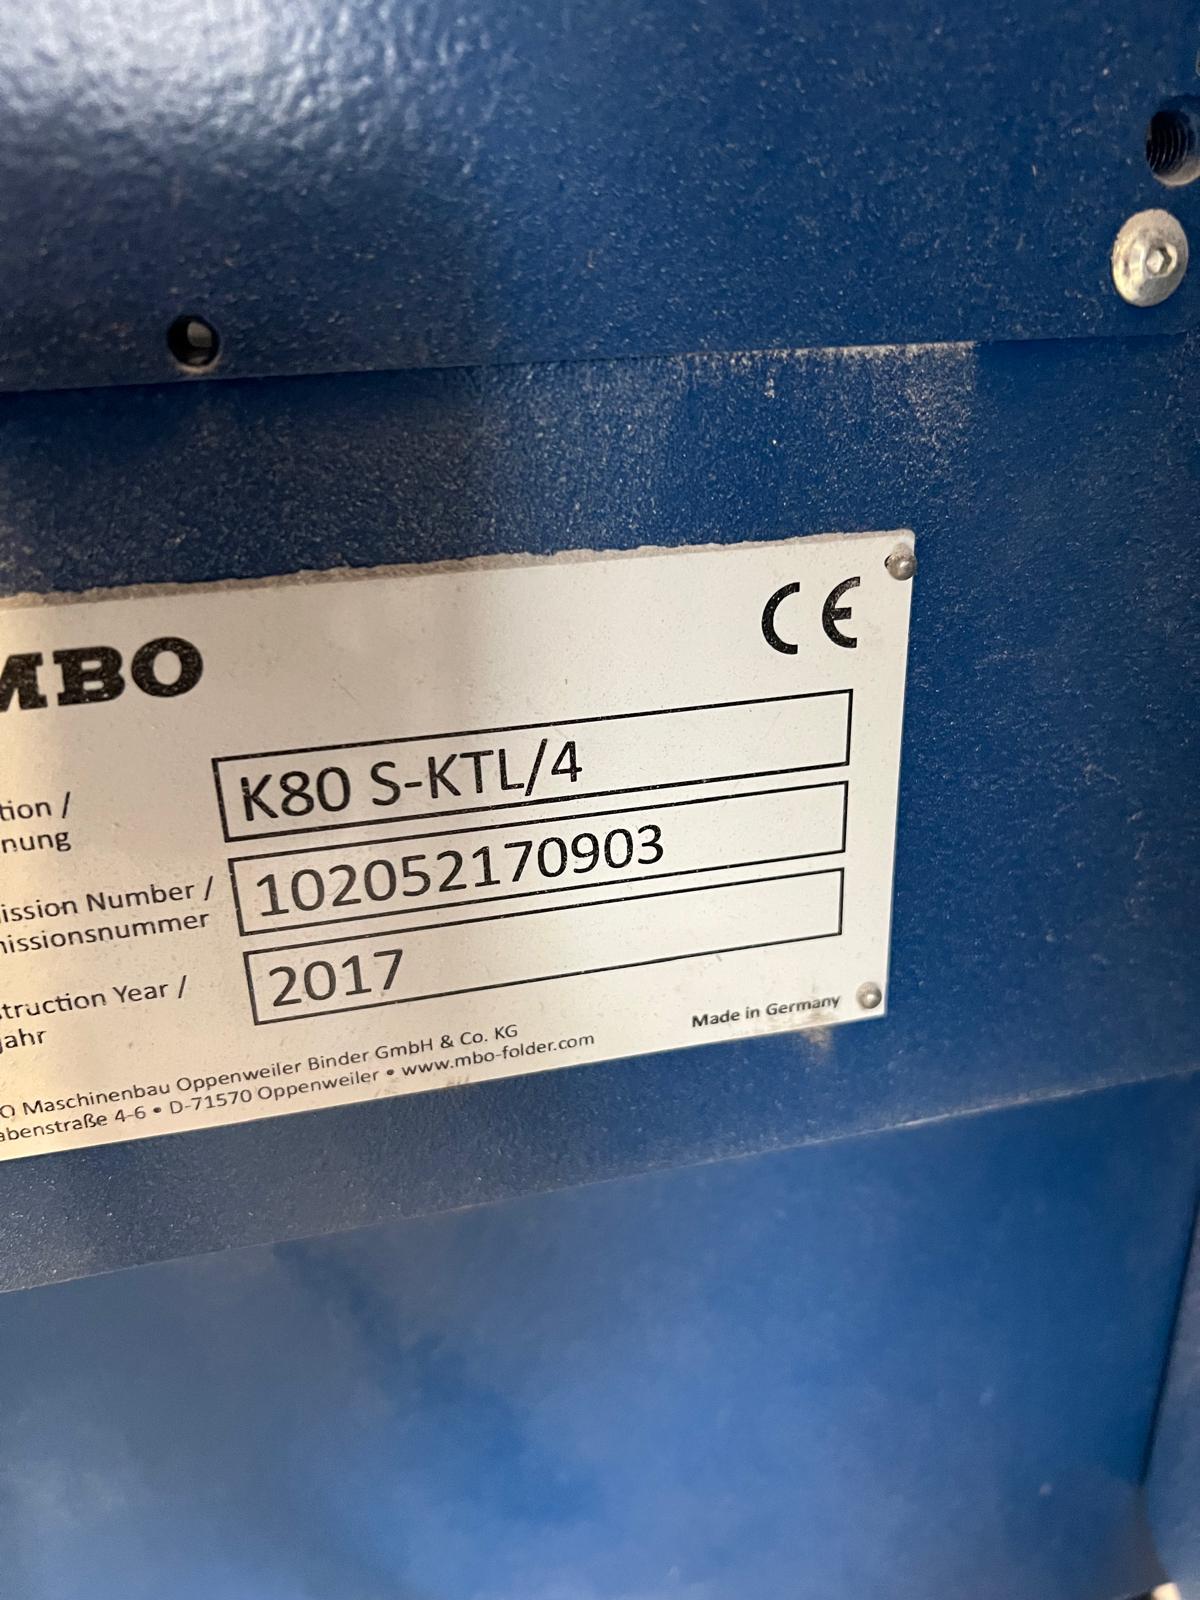 MBO
CE
tion /
nung
K80 S-KTL/4
ission Number /
nissionsnummer
102052170903
truction Year /
jahr
2017
Made in Germany
O Maschinenbau Oppenweiler Binder GmbH & Co. KG
abenstraße 4-6 • D-71570 Oppenweiler • www.mbo-folder.com